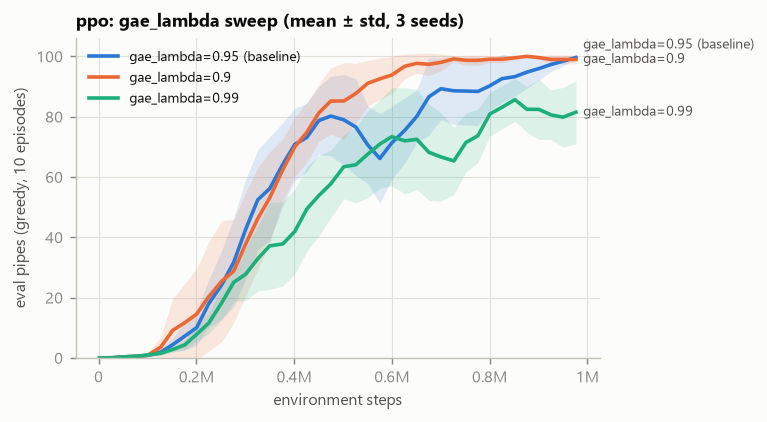 ppo: gae_lambda sweep (mean ± std, 3 seeds)
gae_lambda=0.95 (baseline)
gae_lambda=0.9
gae_lambda=0.99
gae_lambda=0.95 (baseline)
gae_lambda=0.9
gae_lambda=0.99
eval pipes (greedy, 10 episodes)
100
80
60
40
20
0
0
0.2M
0.4M
0.6M
0.8M
1M
environment steps